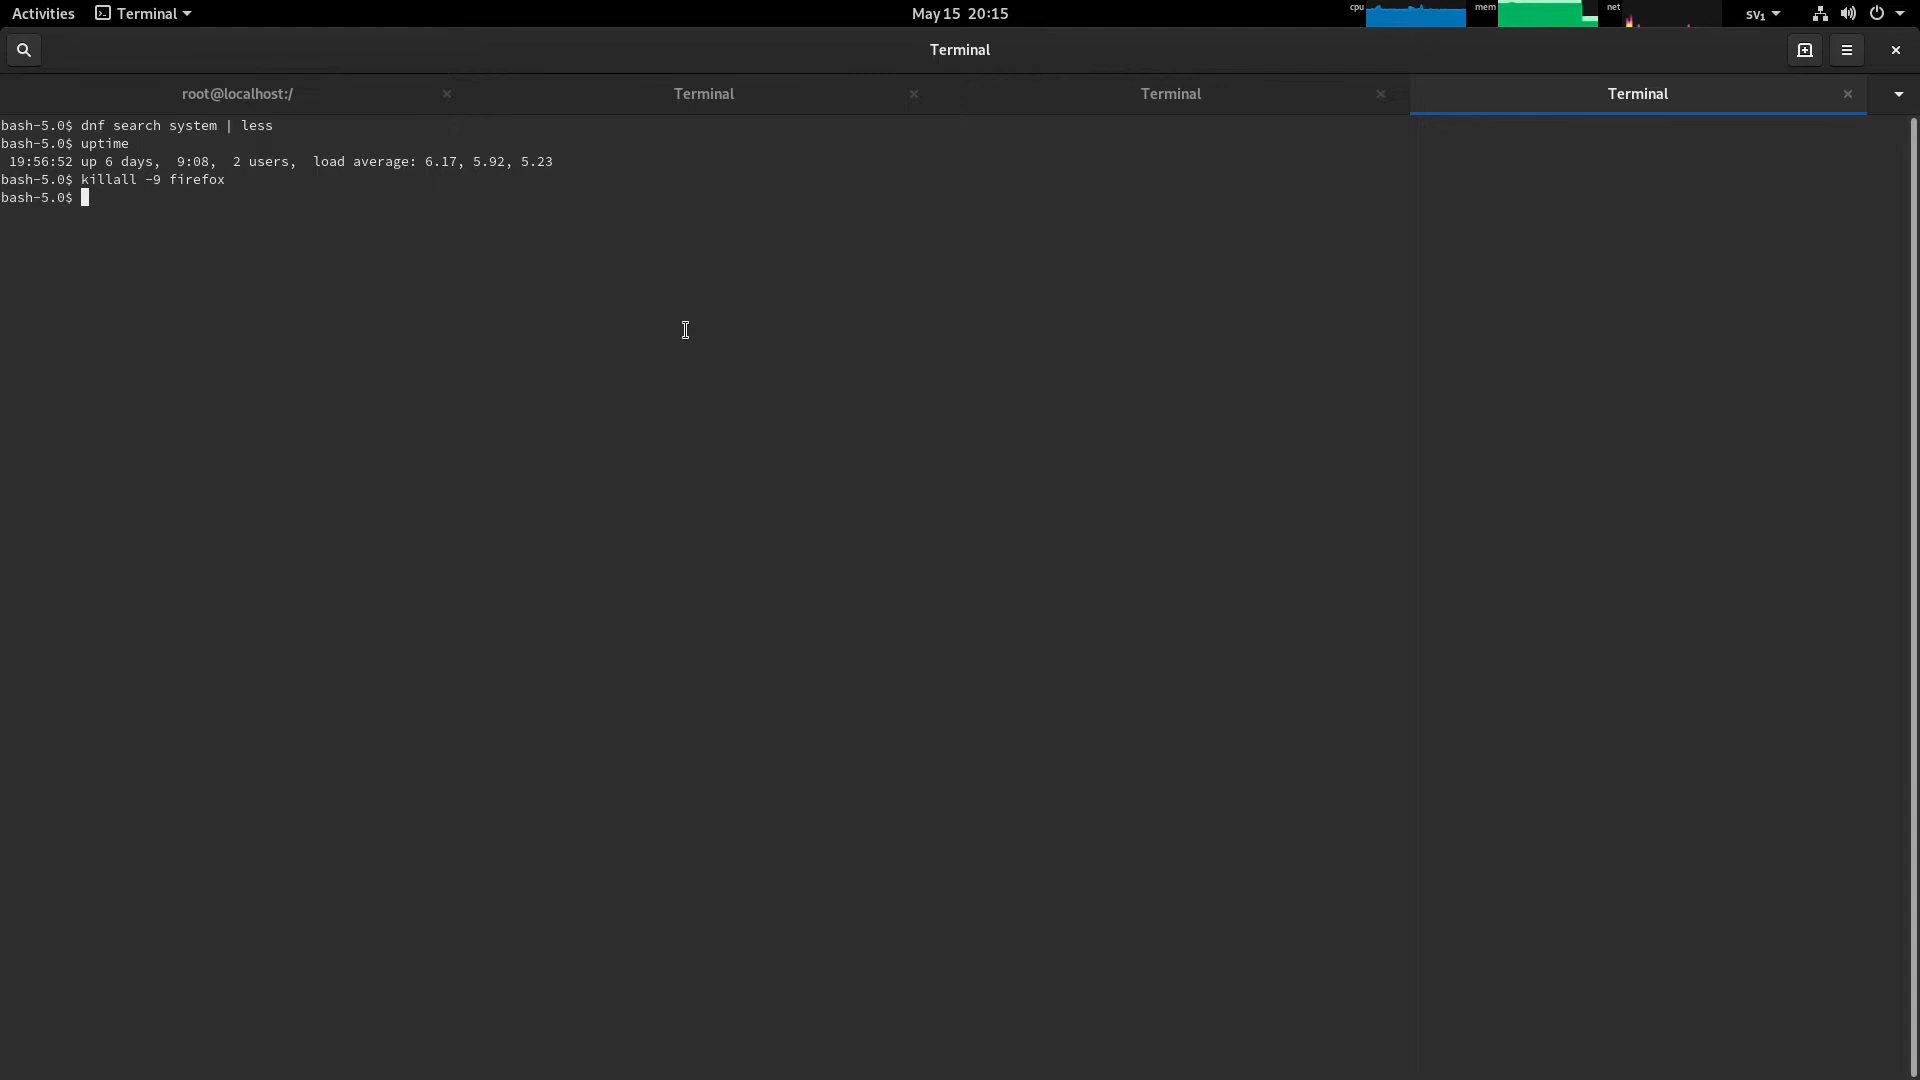 Activities Terminal May 15 20:15 cpu mem net sv₁
Terminal
root@localhost:/ Terminal Terminal Terminal
bash-5.0$ dnf search system | less
bash-5.0$ uptime
 19:56:52 up 6 days,  9:08,  2 users,  load average: 6.17, 5.92, 5.23
bash-5.0$ killall -9 firefox
bash-5.0$